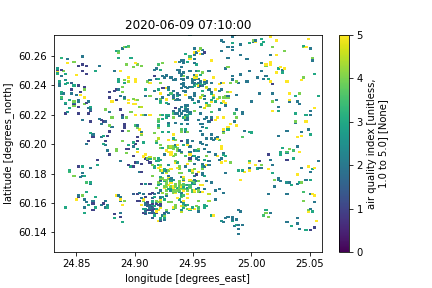 2020-06-09 07:10:00
60.26
60.24
60.22
60.20
60.18
60.16
60.14
latitude [degrees_north]
24.85 24.90 24.95 25.00 25.05
longitude [degrees_east]
5
4
3
2
1
0
air quality index [unitless,
1.0 to 5.0] [None]